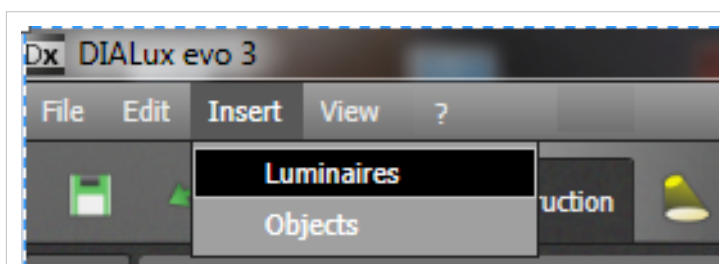 Dx DIALux evo 3
File Edit Insert View ?
Luminaires
uction
Objects